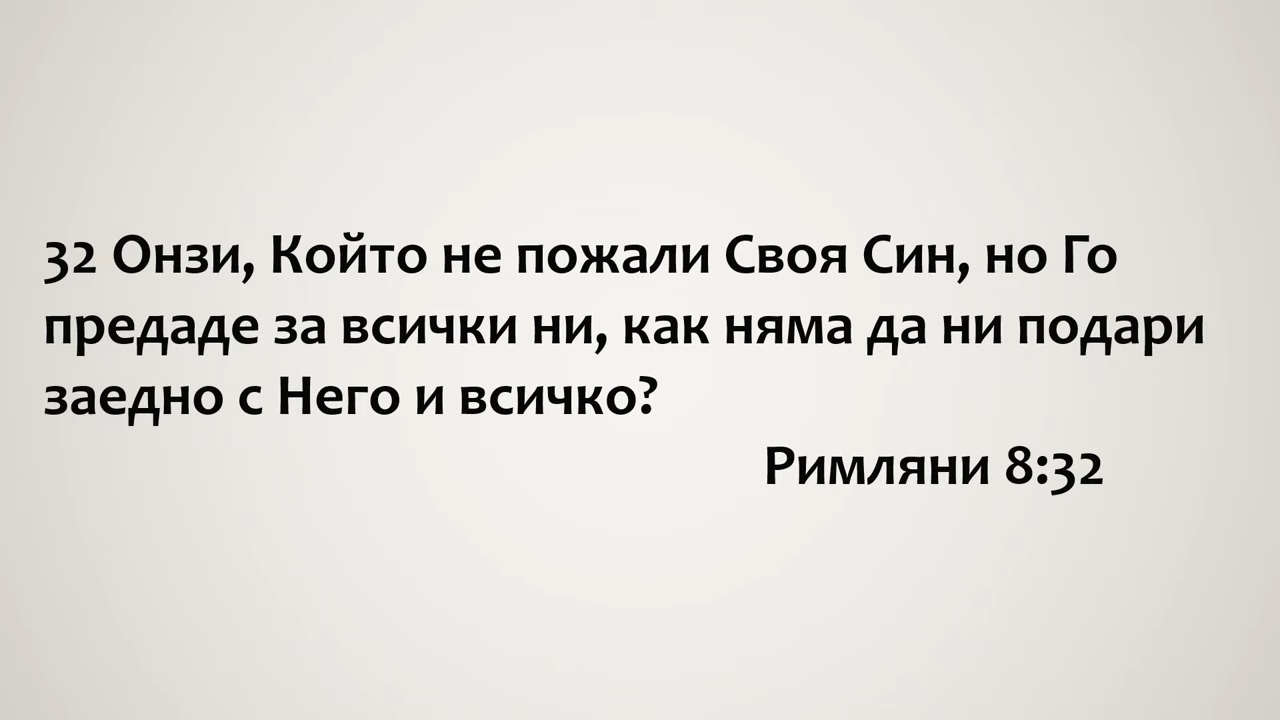 32 Онзи, Който не пожали Своя Син, но Го
предаде за всички ни, как няма да ни подари
заедно с Него и всичко?
Римляни 8:32